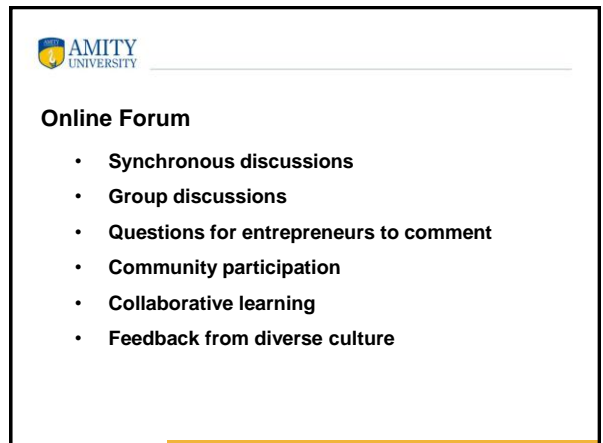 AMITY
UNIVERSITY
Online Forum
• Synchronous discussions
• Group discussions
• Questions for entrepreneurs to comment
• Community participation
• Collaborative learning
• Feedback from diverse culture